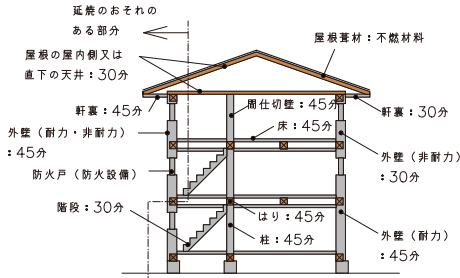 延焼のおそれの
ある部分
屋根葺材：不燃材料
屋根の屋内側又は
直下の天井：30分
軒裏：45分
間仕切壁：45分
軒裏：30分
床：45分
外壁（耐力・非耐力）
：45分
外壁（非耐力）
：30分
防火戸（防火設備）
階段：30分
はり：45分
柱：45分
外壁（耐力）
：45分